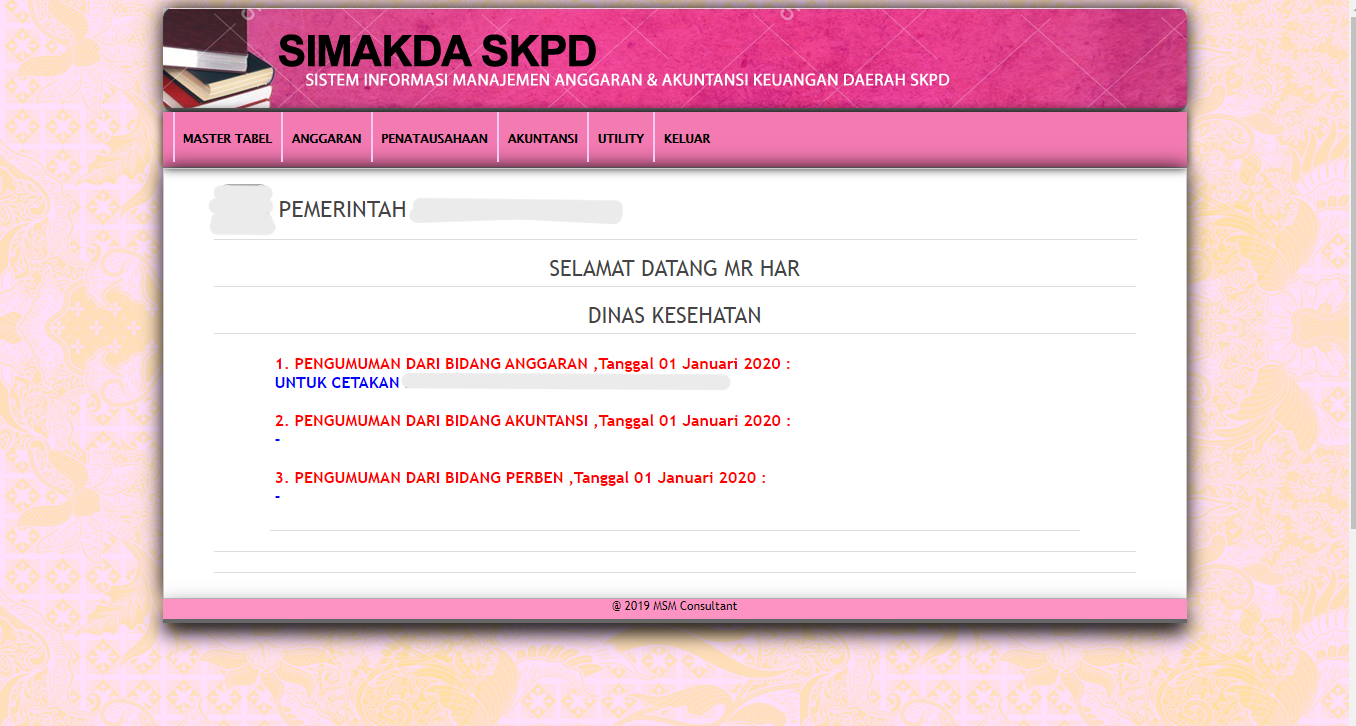 SIMAKDA SKPD
SISTEM INFORMASI MANAJEMEN ANGGARAN & AKUNTANSI KEUANGAN DAERAH SKPD
MASTER TABEL ANGGARAN PENATAUSAHAAN AKUNTANSI UTILITY KELUAR
PEMERINTAH
SELAMAT DATANG MR HAR
DINAS KESEHATAN
1. PENGUMUMAN DARI BIDANG ANGGARAN ,Tanggal 01 Januari 2020 :
UNTUK CETAKAN
2. PENGUMUMAN DARI BIDANG AKUNTANSI ,Tanggal 01 Januari 2020 :
-
3. PENGUMUMAN DARI BIDANG PERBEN ,Tanggal 01 Januari 2020 :
-
@ 2019 MSM Consultant